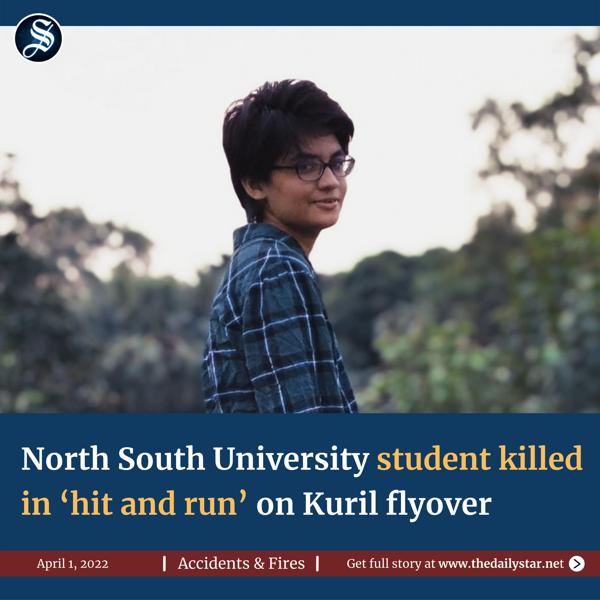 S
North South University student killed
in ‘hit and run’ on Kuril flyover
April 1, 2022 | Accidents & Fires | Get full story at www.thedailystar.net